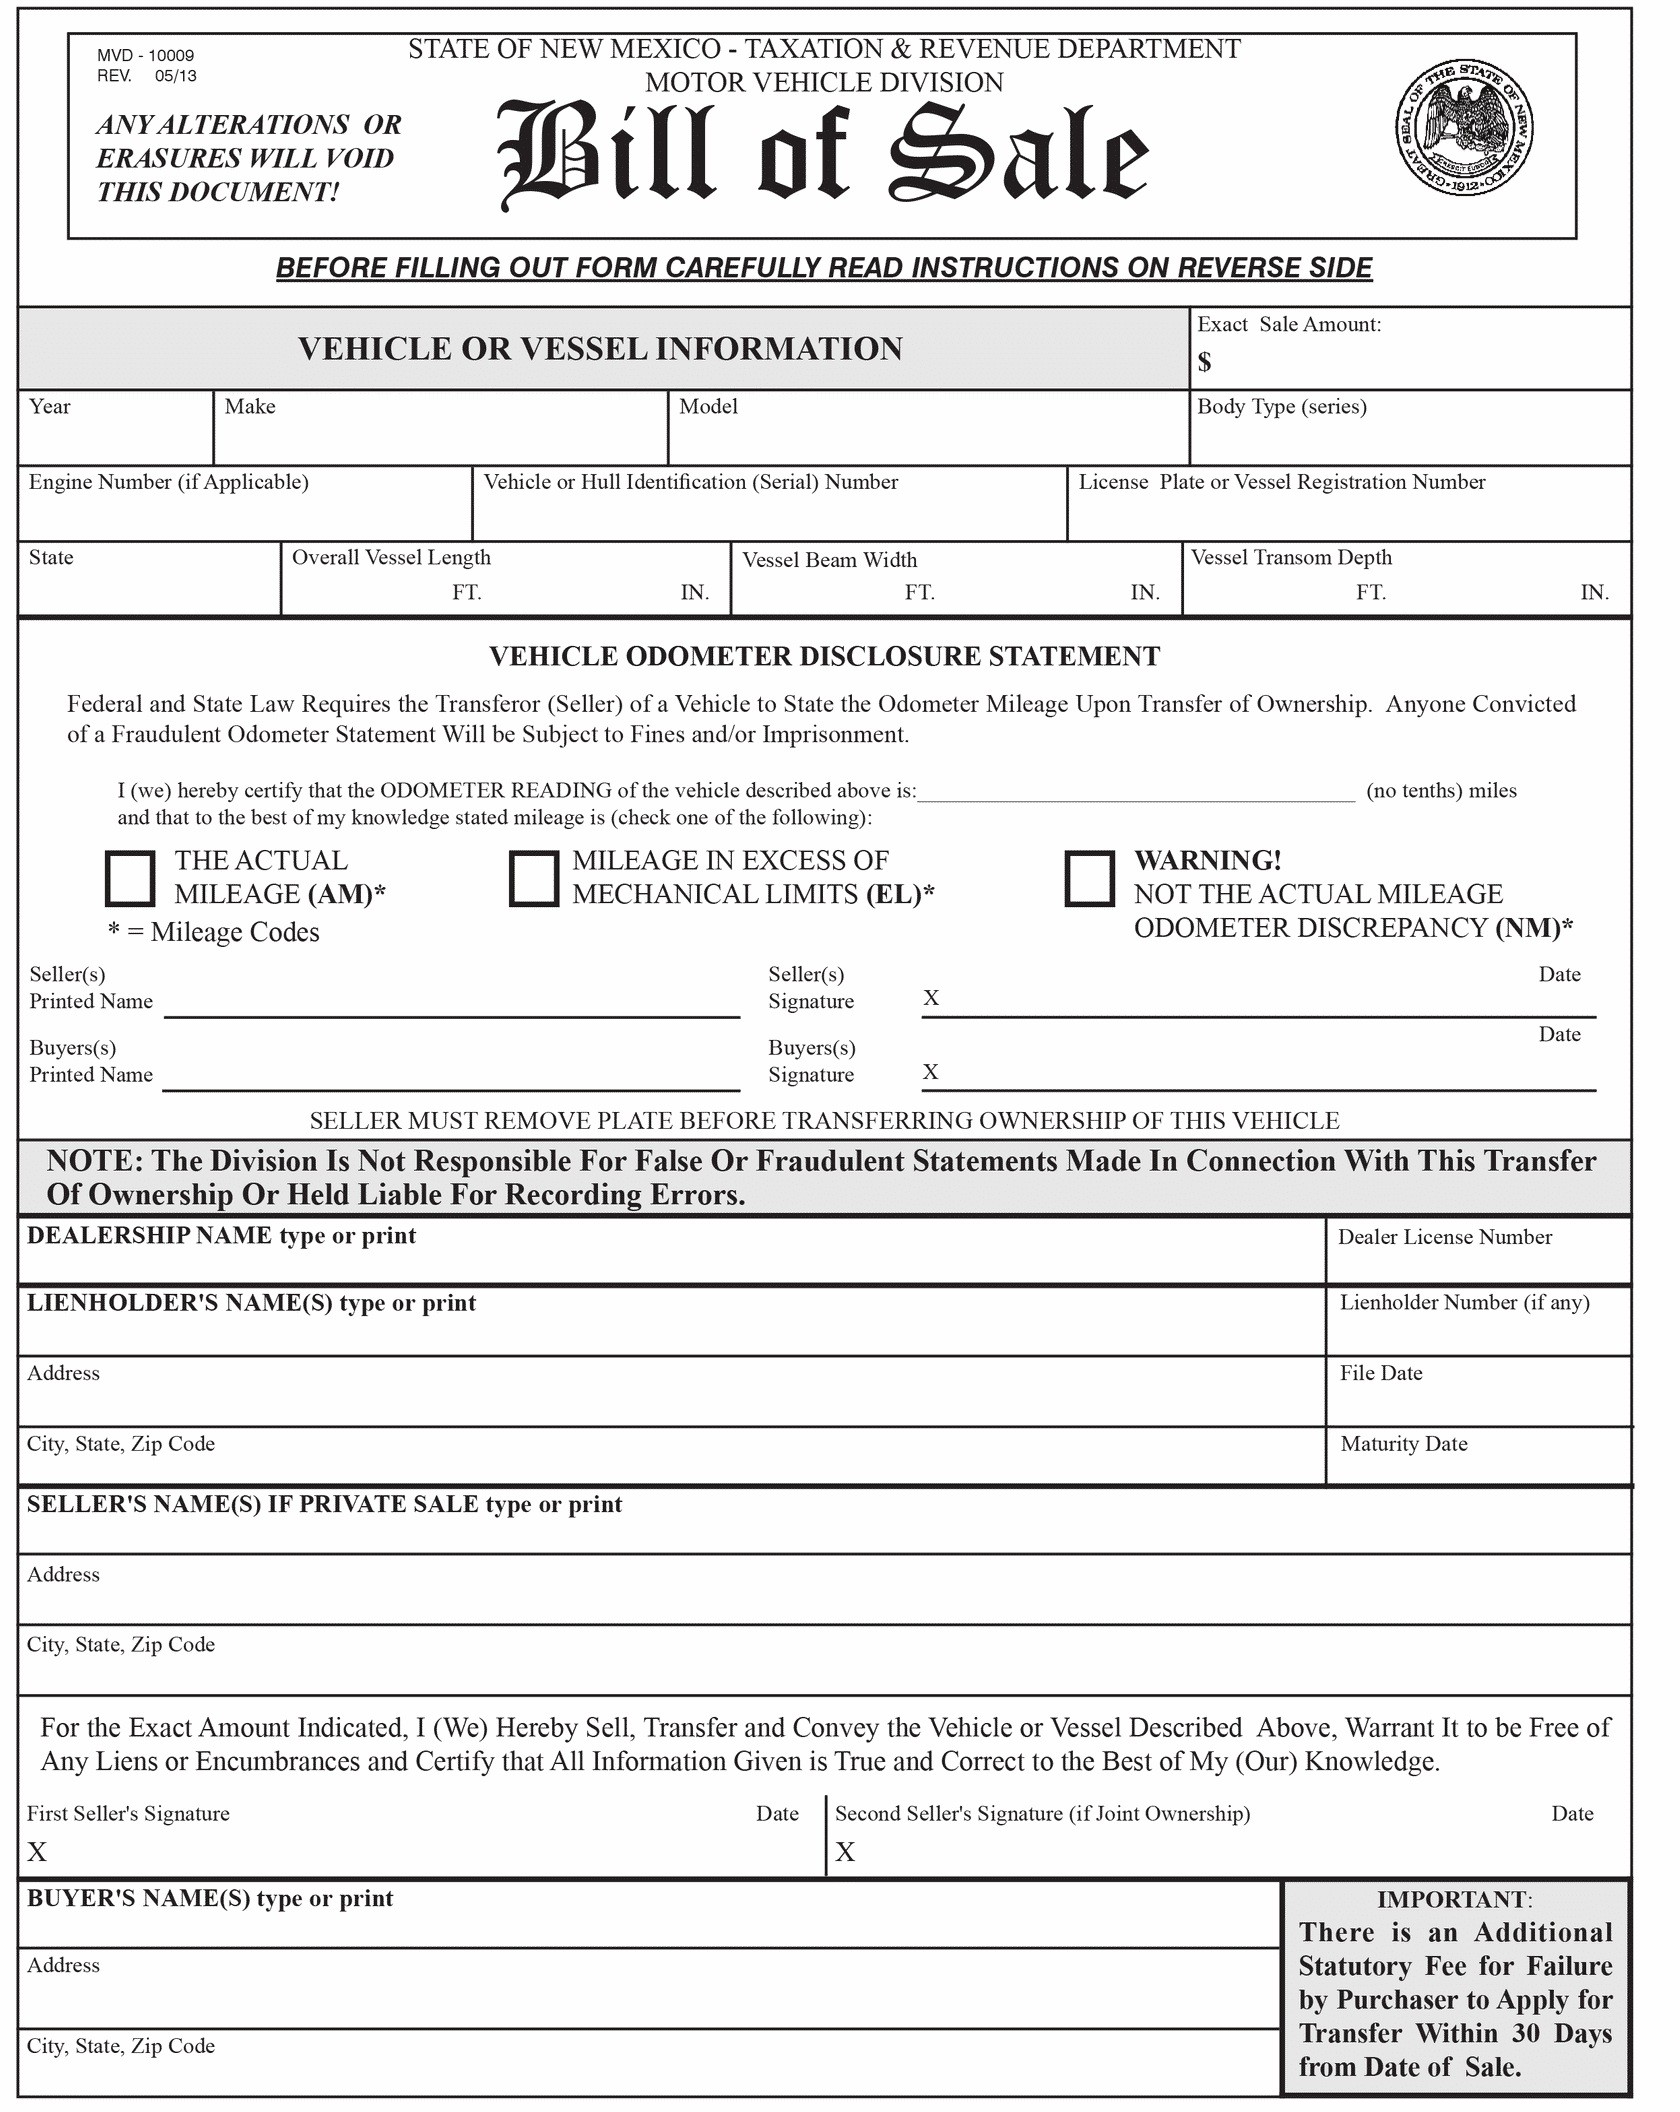 MVD - 10009
REV. 05/13
ANY ALTERATIONS OR
ERASURES WILL VOID
THIS DOCUMENT!
STATE OF NEW MEXICO - TAXATION & REVENUE DEPARTMENT
MOTOR VEHICLE DIVISION
Bill of Sale
GREAT SEAL OF THE STATE OF NEW MEXICO
• 1912 •
BEFORE FILLING OUT FORM CAREFULLY READ INSTRUCTIONS ON REVERSE SIDE
VEHICLE OR VESSEL INFORMATION
Exact Sale Amount:
$
Year Make Model Body Type (series)
Engine Number (if Applicable) Vehicle or Hull Identification (Serial) Number License Plate or Vessel Registration Number
State Overall Vessel Length Vessel Beam Width Vessel Transom Depth
FT. IN. FT. IN. FT. IN.
VEHICLE ODOMETER DISCLOSURE STATEMENT
Federal and State Law Requires the Transferor (Seller) of a Vehicle to State the Odometer Mileage Upon Transfer of Ownership. Anyone Convicted
of a Fraudulent Odometer Statement Will be Subject to Fines and/or Imprisonment.
I (we) hereby certify that the ODOMETER READING of the vehicle described above is:________________________________________ (no tenths) miles
and that to the best of my knowledge stated mileage is (check one of the following):
THE ACTUAL
MILEAGE (AM)*
MILEAGE IN EXCESS OF
MECHANICAL LIMITS (EL)*
WARNING!
NOT THE ACTUAL MILEAGE
ODOMETER DISCREPANCY (NM)*
* = Mileage Codes
Seller(s) Seller(s) Date
Printed Name Signature X
Date
Buyers(s) Buyers(s)
Printed Name Signature X
SELLER MUST REMOVE PLATE BEFORE TRANSFERRING OWNERSHIP OF THIS VEHICLE
NOTE: The Division Is Not Responsible For False Or Fraudulent Statements Made In Connection With This Transfer
Of Ownership Or Held Liable For Recording Errors.
DEALERSHIP NAME type or print Dealer License Number
LIENHOLDER'S NAME(S) type or print Lienholder Number (if any)
Address File Date
City, State, Zip Code Maturity Date
SELLER'S NAME(S) IF PRIVATE SALE type or print
Address
City, State, Zip Code
For the Exact Amount Indicated, I (We) Hereby Sell, Transfer and Convey the Vehicle or Vessel Described Above, Warrant It to be Free of
Any Liens or Encumbrances and Certify that All Information Given is True and Correct to the Best of My (Our) Knowledge.
First Seller's Signature Date Second Seller's Signature (if Joint Ownership) Date
X X
BUYER'S NAME(S) type or print
Address
City, State, Zip Code
IMPORTANT:
There is an Additional
Statutory Fee for Failure
by Purchaser to Apply for
Transfer Within 30 Days
from Date of Sale.